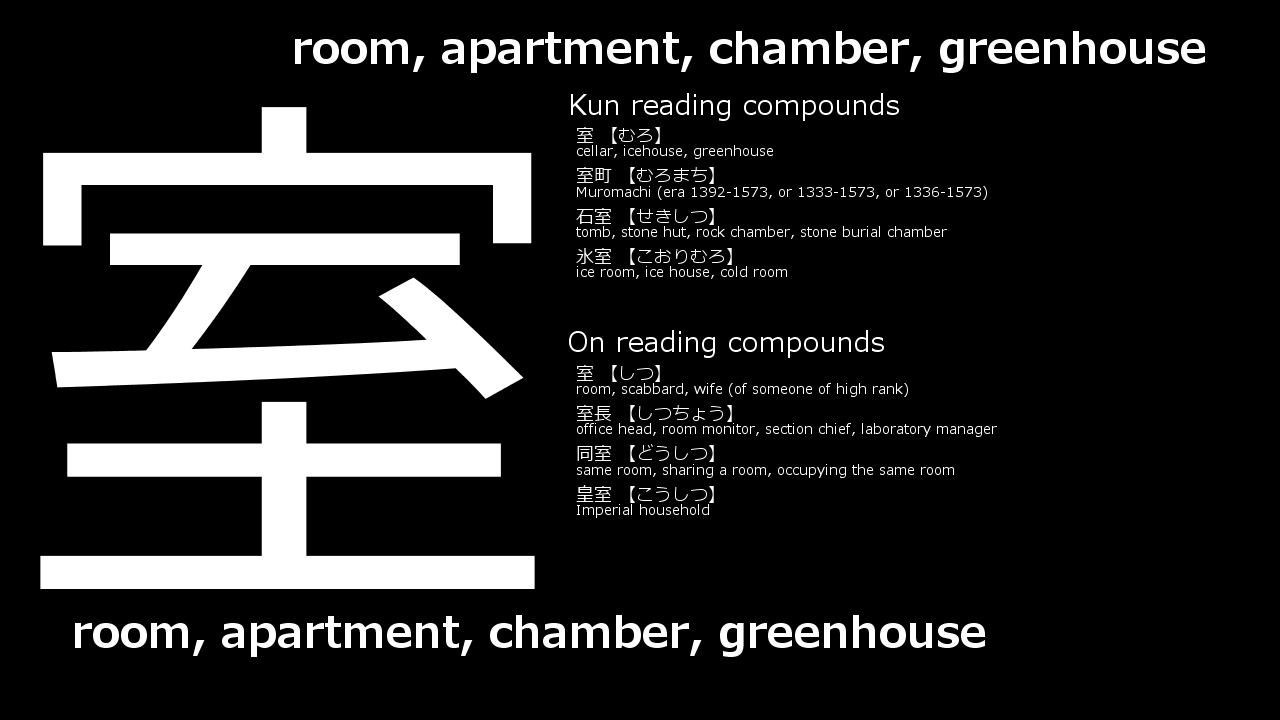 room, apartment, chamber, greenhouse
室
Kun reading compounds
室 【むろ】
cellar, icehouse, greenhouse
室町 【むろまち】
Muromachi (era 1392-1573, or 1333-1573, or 1336-1573)
石室 【せきしつ】
tomb, stone hut, rock chamber, stone burial chamber
氷室 【こおりむろ】
ice room, ice house, cold room
On reading compounds
室 【しつ】
room, scabbard, wife (of someone of high rank)
室長 【しつちょう】
office head, room monitor, section chief, laboratory manager
同室 【どうしつ】
same room, sharing a room, occupying the same room
皇室 【こうしつ】
Imperial household
room, apartment, chamber, greenhouse